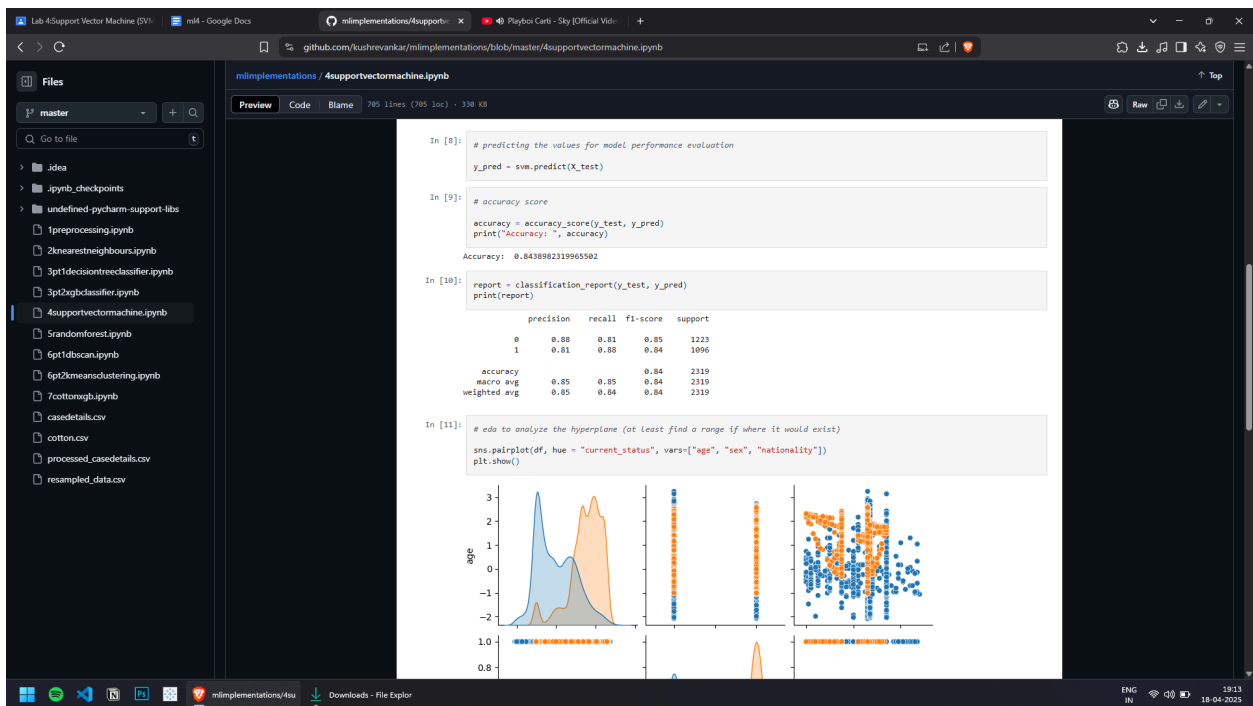 Lab 4:Support Vector Machine (SVM
ml4 - Google Docs
mlimplementations/4supportve
Playboi Carti - Sky [Official Vide
github.com/kushrevankar/mlimplementations/blob/master/4supportvectormachine.ipynb
Files
master
Go to file
t
.idea
.ipynb_checkpoints
undefined-pycharm-support-libs
1preprocessing.ipynb
2knearestneighbours.ipynb
3pt1decisiontreeclassifier.ipynb
3pt2xgbclassifier.ipynb
4supportvectormachine.ipynb
5randomforest.ipynb
6pt1dbscan.ipynb
6pt2kmeansclustering.ipynb
7cottonxgb.ipynb
casedetails.csv
cotton.csv
processed_casedetails.csv
resampled_data.csv
mlimplementations / 4supportvectormachine.ipynb
Top
Preview Code Blame 705 lines (705 loc) · 330 KB
Raw
In [8]: # predicting the values for model performance evaluation
y_pred = svm.predict(X_test)
In [9]: # accuracy score
accuracy = accuracy_score(y_test, y_pred)
print("Accuracy: ", accuracy)
Accuracy: 0.8438982319965502
In [10]: report = classification_report(y_test, y_pred)
print(report)
precision recall f1-score support
0 0.88 0.81 0.85 1223
1 0.81 0.88 0.84 1096
accuracy 0.84 2319
macro avg 0.85 0.85 0.84 2319
weighted avg 0.85 0.84 0.84 2319
In [11]: # eda to analyze the hyperplane (at least find a range if where it would exist)
sns.pairplot(df, hue = "current_status", vars=["age", "sex", "nationality"])
plt.show()
3
2
1
0
−1
−2
age
1.0
0.8
Ps
mlimplementations/4su
Downloads - File Explor
ENG
IN
19:13
18-04-2025